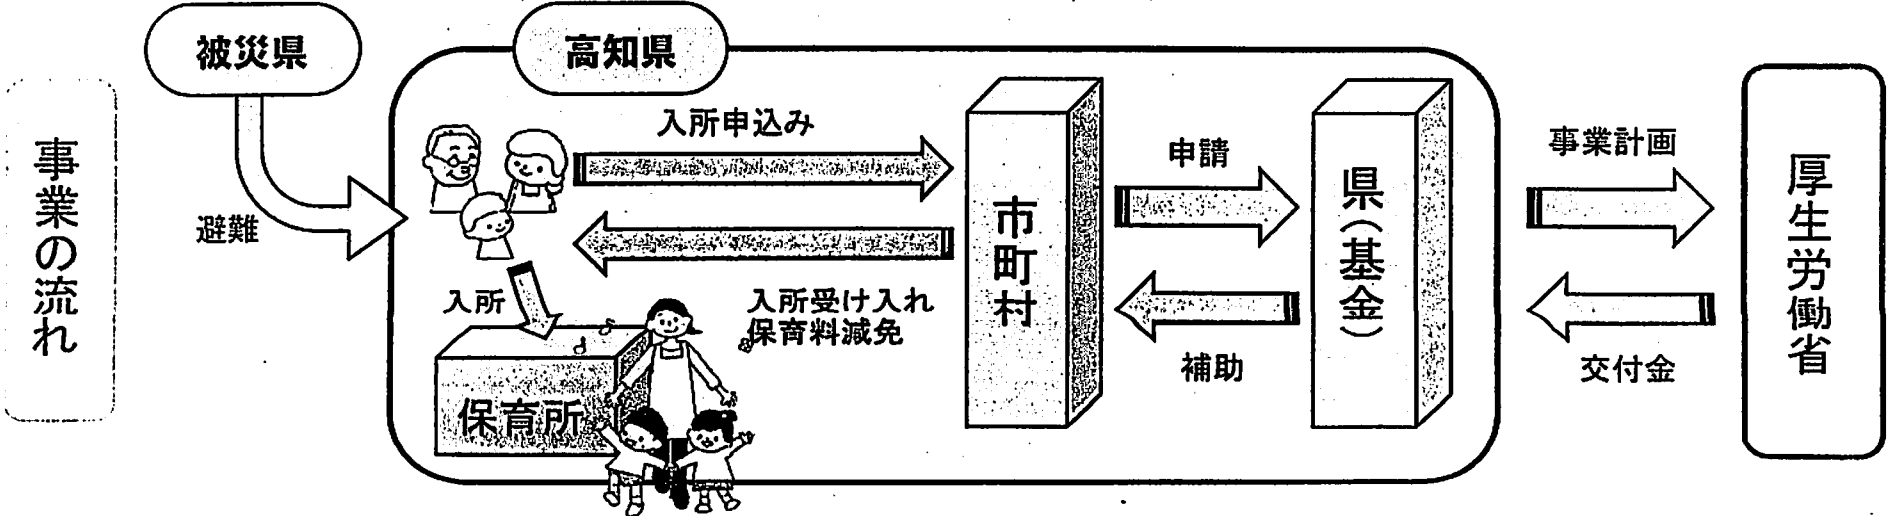 事業の流れ
被災県
避難
高知県
入所申込み
入所受け入れ
保育料減免
入所
保育所
市町村
申請
補助
県(基金)
事業計画
交付金
厚生労働省